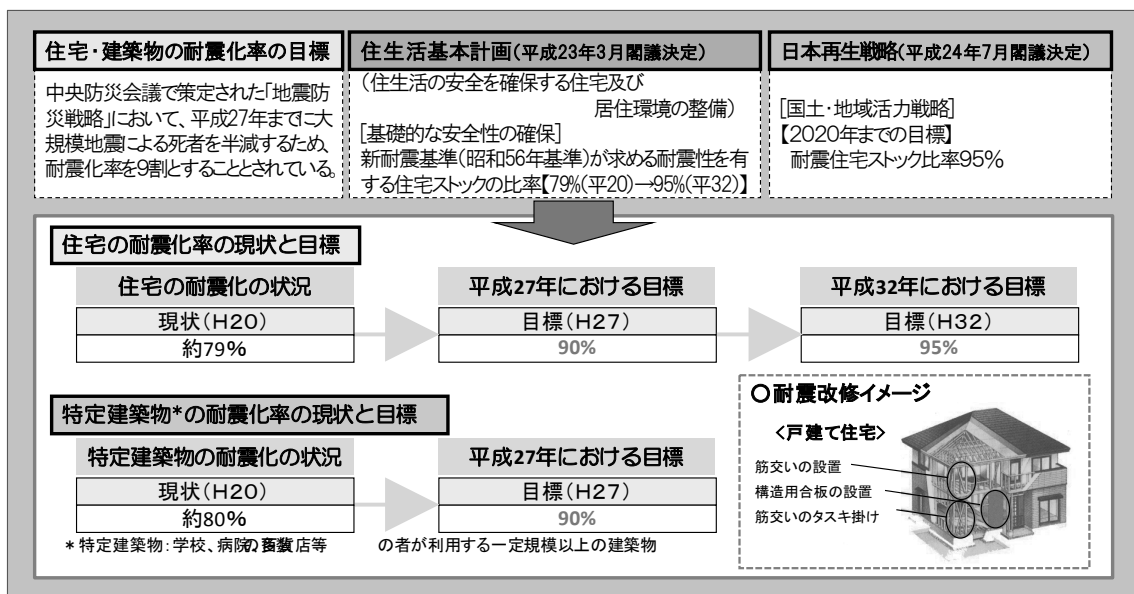 住宅・建築物の耐震化率の目標
中央防災会議で策定された「地震防
災戦略」において、平成27年までに大
規模地震による死者を半減するため、
耐震化率を9割とすることとされている。
住生活基本計画(平成23年3月閣議決定)
(住生活の安全を確保する住宅及び
居住環境の整備)
[基礎的な安全性の確保]
新耐震基準(昭和56年基準)が求める耐震性を有
する住宅ストックの比率【79%(平20)→95%(平32)】
日本再生戦略(平成24年7月閣議決定)
[国土・地域活力戦略]
【2020年までの目標】
耐震住宅ストック比率95%
住宅の耐震化率の現状と目標
住宅の耐震化の状況
現状(H20)
約79%
平成27年における目標
目標(H27)
90%
平成32年における目標
目標(H32)
95%
特定建築物*の耐震化率の現状と目標
特定建築物の耐震化の状況
現状(H20)
約80%
平成27年における目標
目標(H27)
90%
*特定建築物:学校、病院、百貨店等の多数の者が利用する一定規模以上の建築物
○耐震改修イメージ
<戸建て住宅>
筋交いの設置
構造用合板の設置
筋交いのタスキ掛け